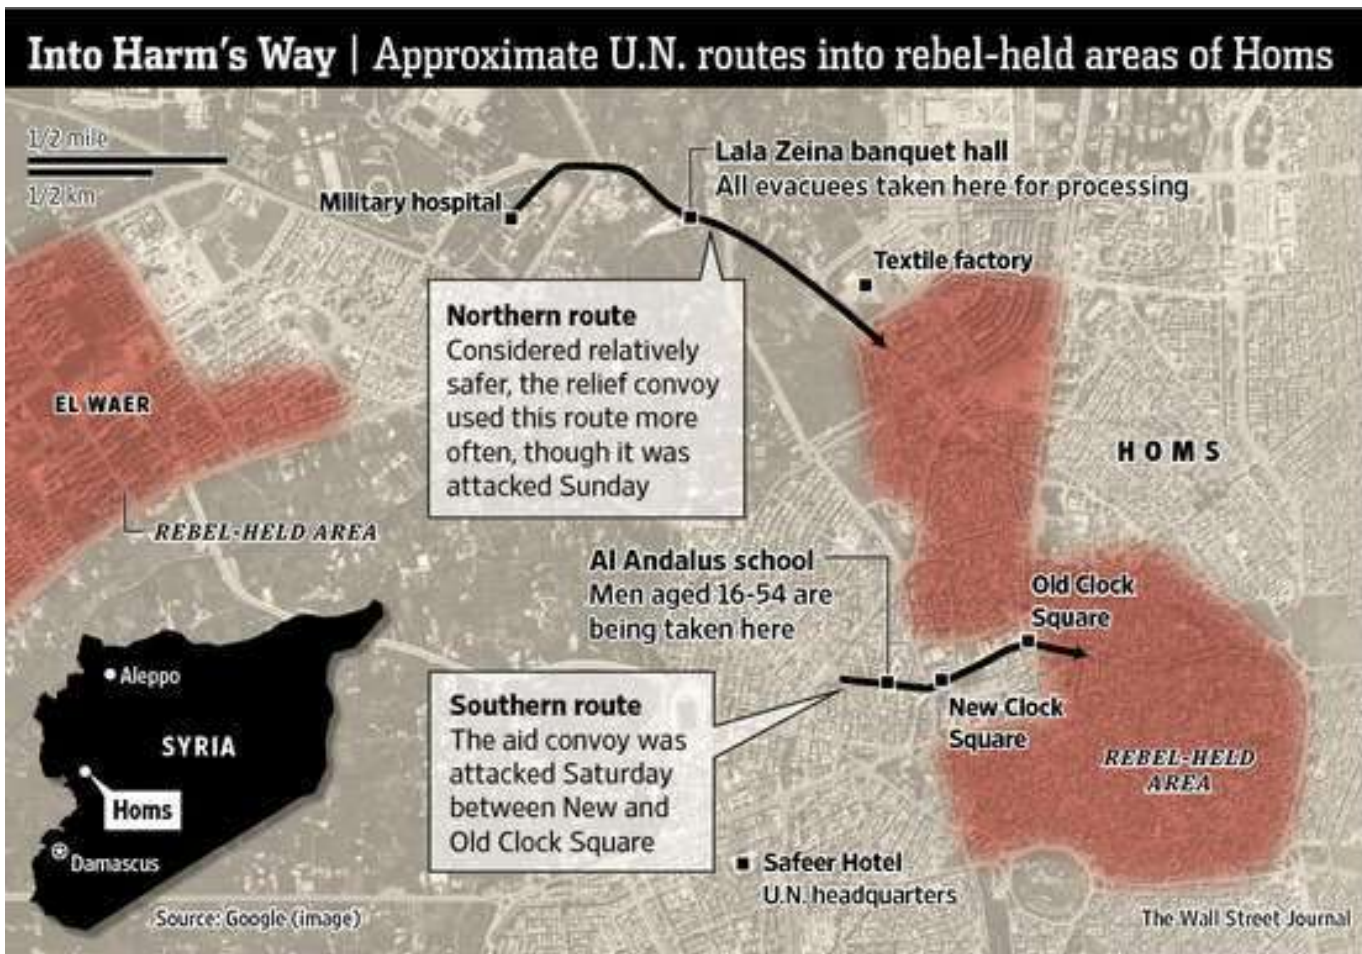 Into Harm's Way | Approximate U.N. routes into rebel-held areas of Homs
1/2 mile
1/2 km
Military hospital
Lala Zeina banquet hall
All evacuees taken here for processing
Textile factory
Northern route
Considered relatively
safer, the relief convoy
used this route more
often, though it was
attacked Sunday
EL WAER
REBEL-HELD AREA
HOMS
Al Andalus school
Men aged 16-54 are
being taken here
Old Clock
Square
New Clock
Square
Southern route
The aid convoy was
attacked Saturday
between New and
Old Clock Square
REBEL-HELD
AREA
Aleppo
SYRIA
Homs
Damascus
Safeer Hotel
U.N. headquarters
Source: Google (image)
The Wall Street Journal